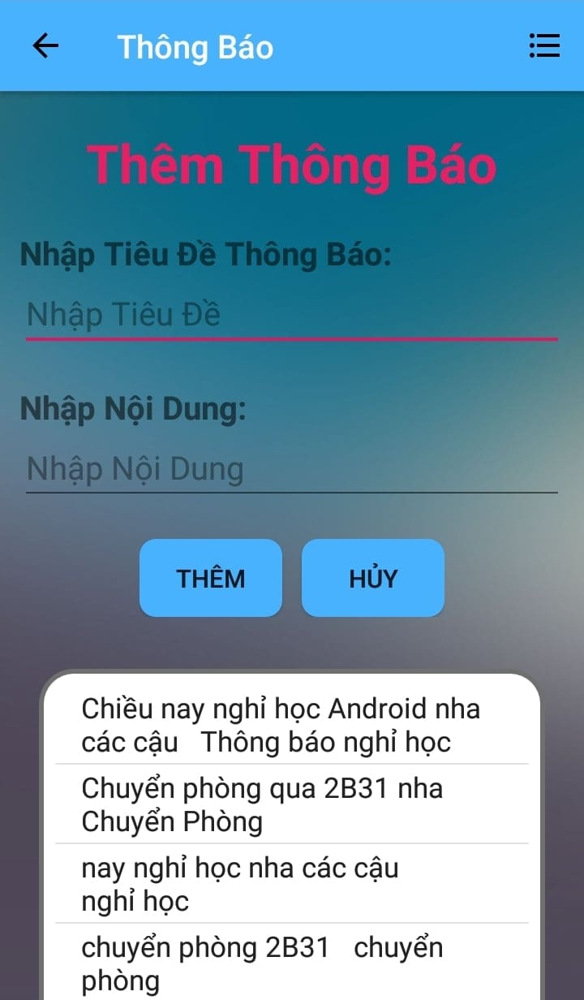 Thông Báo
Thêm Thông Báo
Nhập Tiêu Đề Thông Báo:
Nhập Tiêu Đề
Nhập Nội Dung:
Nhập Nội Dung
THÊM HỦY
Chiều nay nghỉ học Android nha
các cậu Thông báo nghỉ học
Chuyển phòng qua 2B31 nha
Chuyển Phòng
nay nghỉ học nha các cậu
nghỉ học
chuyển phòng 2B31 chuyển
phòng